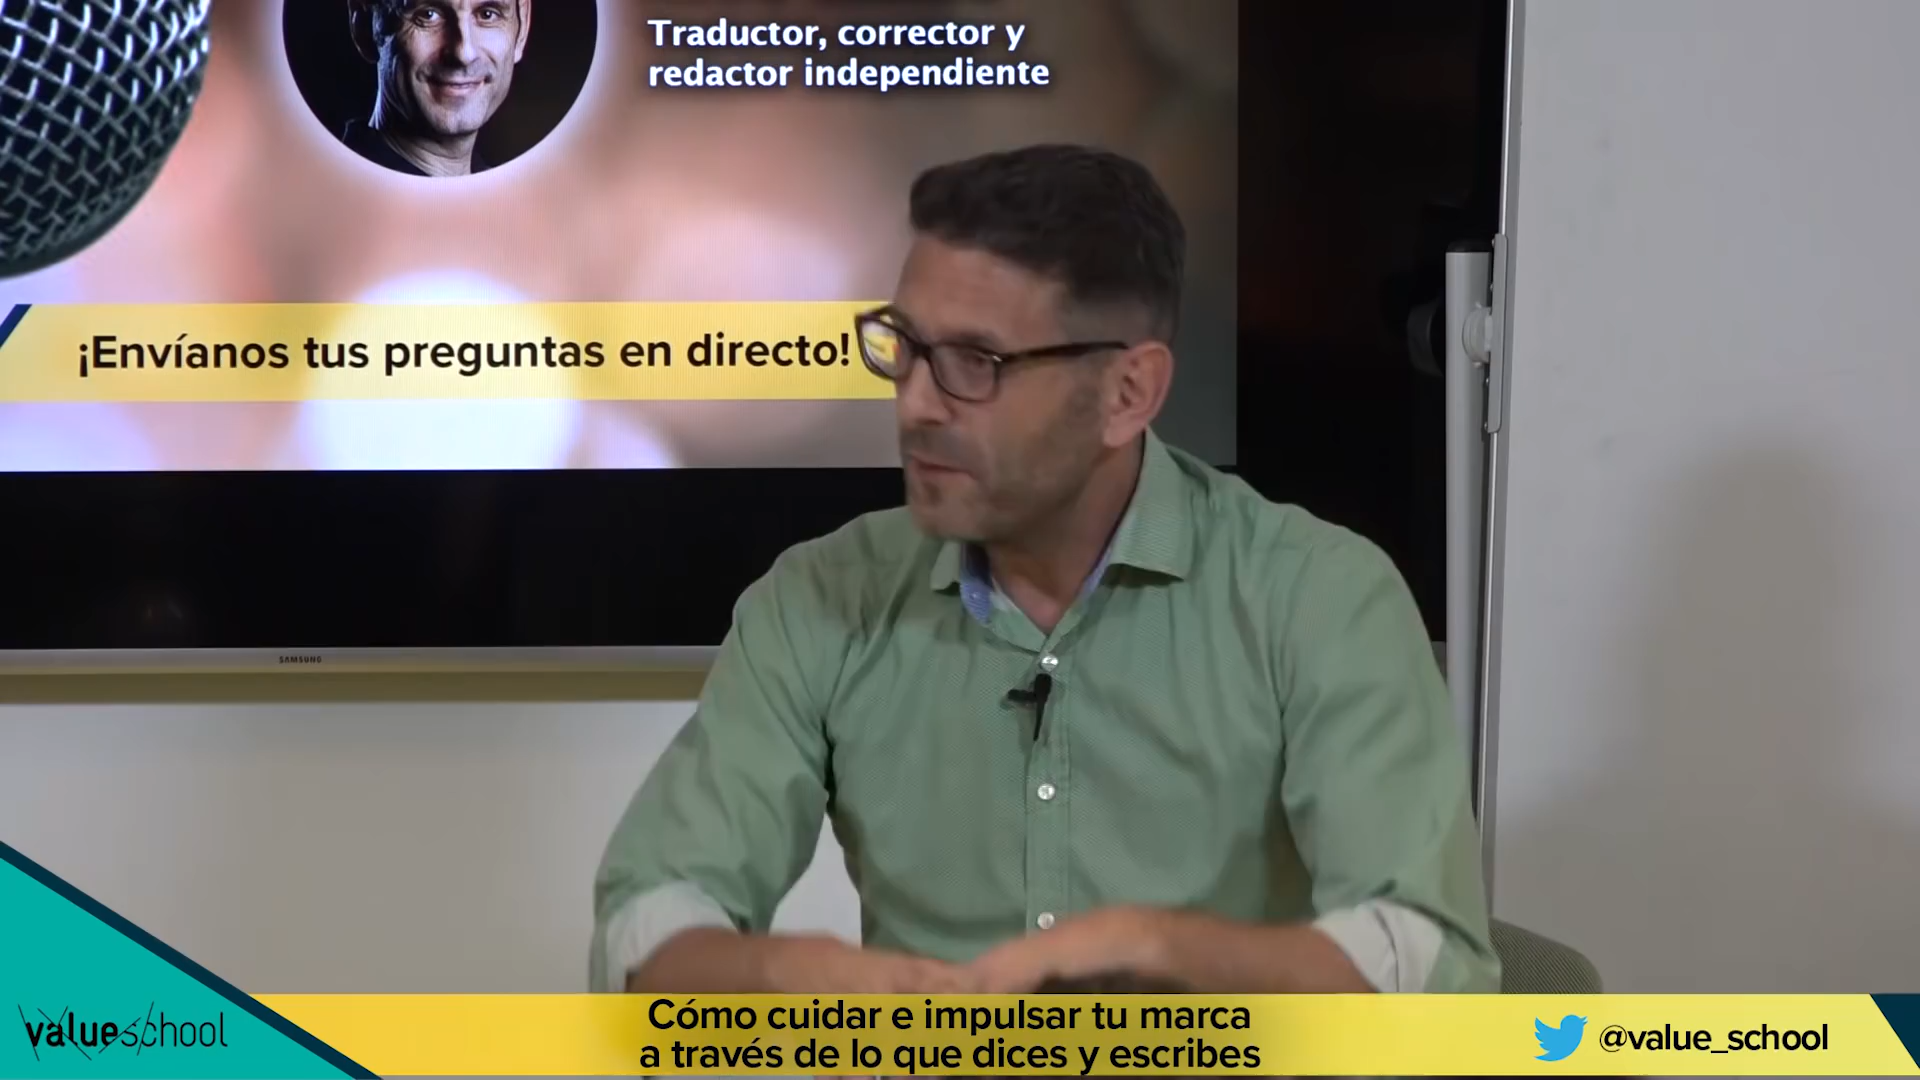 Traductor, corrector y
redactor independiente
¡Envíanos tus preguntas en directo!
SAMSUNG
valueschool
Cómo cuidar e impulsar tu marca
a través de lo que dices y escribes
@value_school